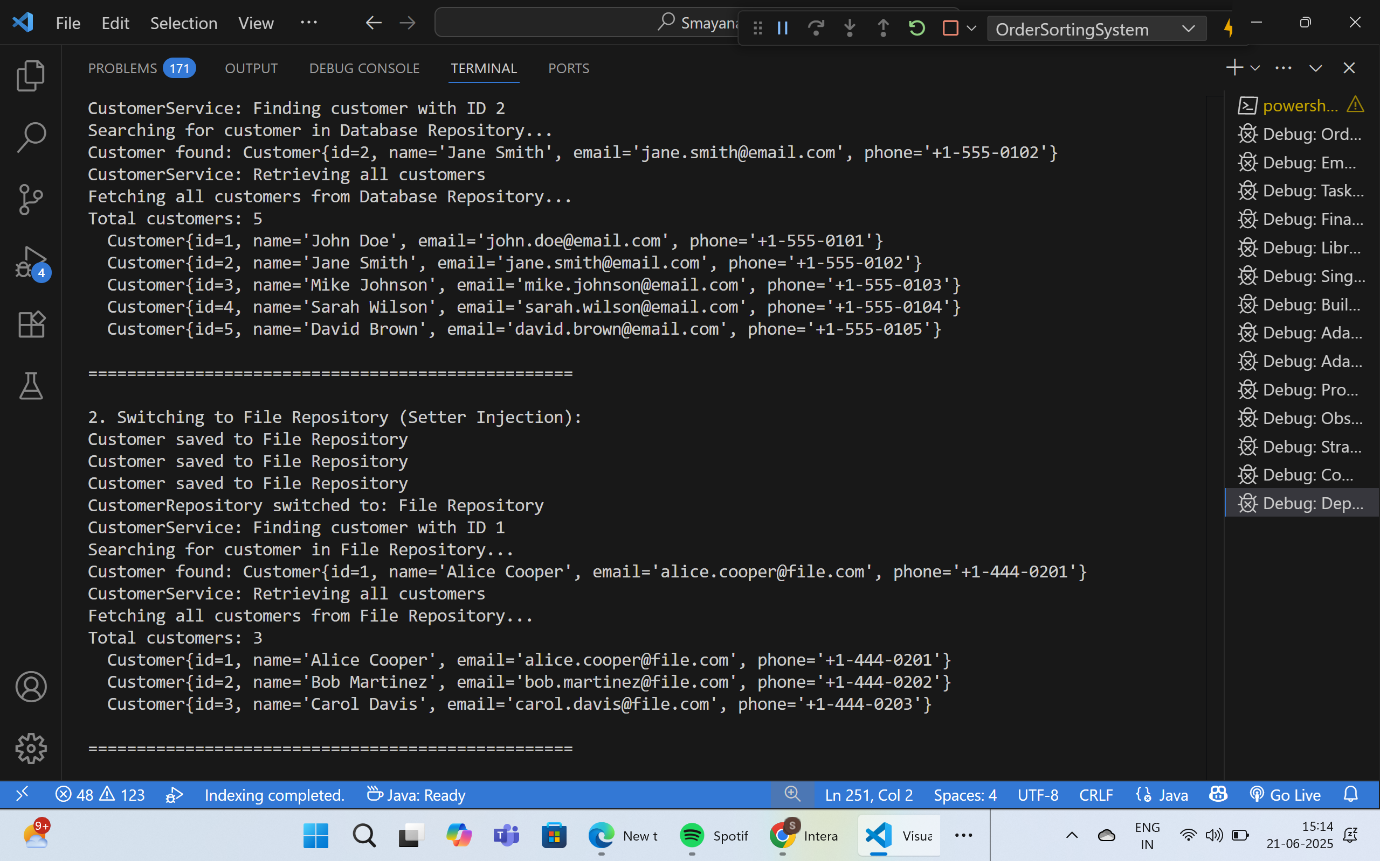 File Edit Selection View ··· Smayana OrderSortingSystem
PROBLEMS 171 OUTPUT DEBUG CONSOLE TERMINAL PORTS
CustomerService: Finding customer with ID 2
Searching for customer in Database Repository...
Customer found: Customer{id=2, name='Jane Smith', email='jane.smith@email.com', phone='+1-555-0102'}
CustomerService: Retrieving all customers
Fetching all customers from Database Repository...
Total customers: 5
Customer{id=1, name='John Doe', email='john.doe@email.com', phone='+1-555-0101'}
Customer{id=2, name='Jane Smith', email='jane.smith@email.com', phone='+1-555-0102'}
Customer{id=3, name='Mike Johnson', email='mike.johnson@email.com', phone='+1-555-0103'}
Customer{id=4, name='Sarah Wilson', email='sarah.wilson@email.com', phone='+1-555-0104'}
Customer{id=5, name='David Brown', email='david.brown@email.com', phone='+1-555-0105'}
==================================================
2. Switching to File Repository (Setter Injection):
Customer saved to File Repository
Customer saved to File Repository
Customer saved to File Repository
CustomerRepository switched to: File Repository
CustomerService: Finding customer with ID 1
Searching for customer in File Repository...
Customer found: Customer{id=1, name='Alice Cooper', email='alice.cooper@file.com', phone='+1-444-0201'}
CustomerService: Retrieving all customers
Fetching all customers from File Repository...
Total customers: 3
Customer{id=1, name='Alice Cooper', email='alice.cooper@file.com', phone='+1-444-0201'}
Customer{id=2, name='Bob Martinez', email='bob.martinez@file.com', phone='+1-444-0202'}
Customer{id=3, name='Carol Davis', email='carol.davis@file.com', phone='+1-444-0203'}
==================================================
powersh...
Debug: Ord...
Debug: Em...
Debug: Task...
Debug: Fina...
Debug: Libr...
Debug: Sing...
Debug: Buil...
Debug: Ada...
Debug: Ada...
Debug: Pro...
Debug: Obs...
Debug: Stra...
Debug: Co...
Debug: Dep...
4
48 123 Indexing completed. Java: Ready Ln 251, Col 2 Spaces: 4 UTF-8 CRLF Java Go Live
9+ New t Spotif S Intera Visua ENG 15:14
IN 21-06-2025